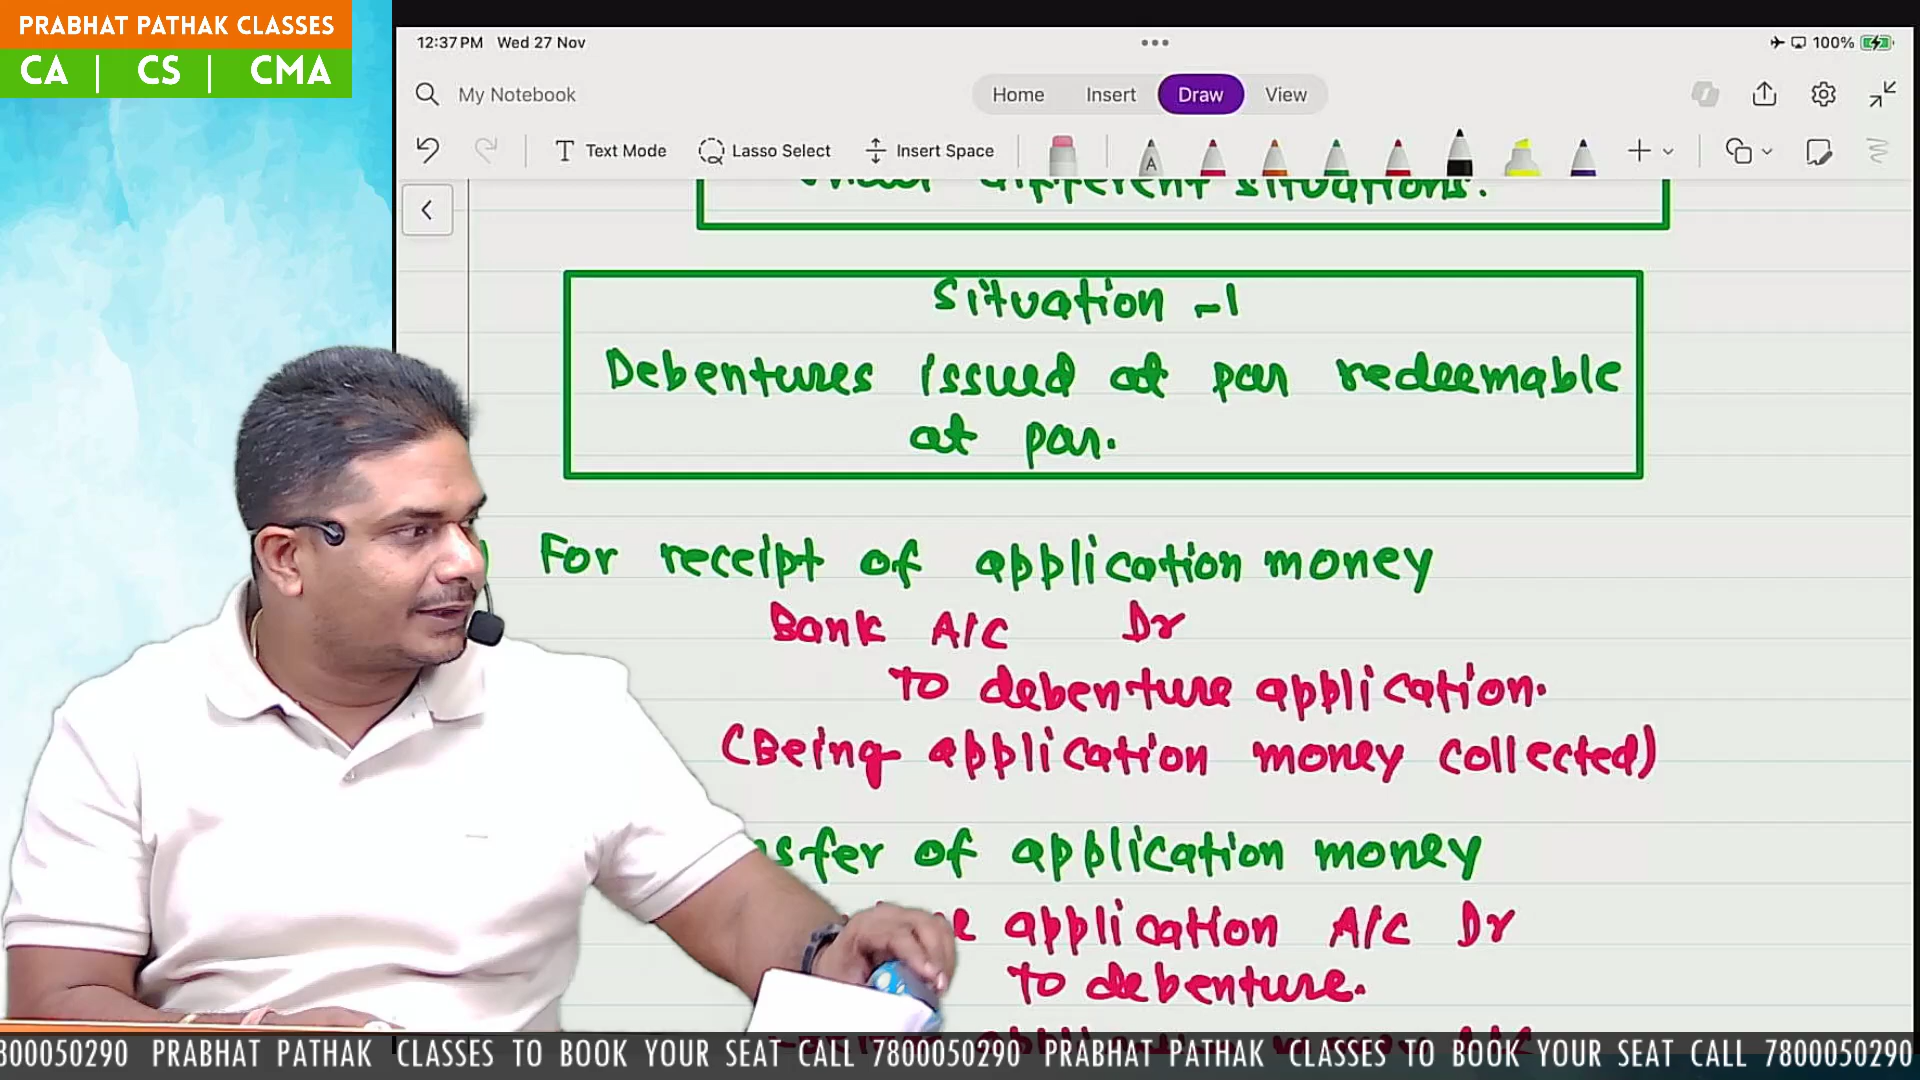 PRABHAT PATHAK CLASSES
CA | CS | CMA
12:37 PM Wed 27 Nov
100%
My Notebook
Home Insert Draw View
Text Mode Lasso Select Insert Space
A
different situations.
Situation -1
Debentures issued at par redeemable
at par.
For receipt of application money
Bank A/C Dr
To debenture application.
(Being application money collected)
of application money
application A/C Dr
To debenture.
800050290 PRABHAT PATHAK CLASSES TO BOOK YOUR SEAT CALL 7800050290 PRABHAT PATHAK CLASSES TO BOOK YOUR SEAT CALL 7800050290